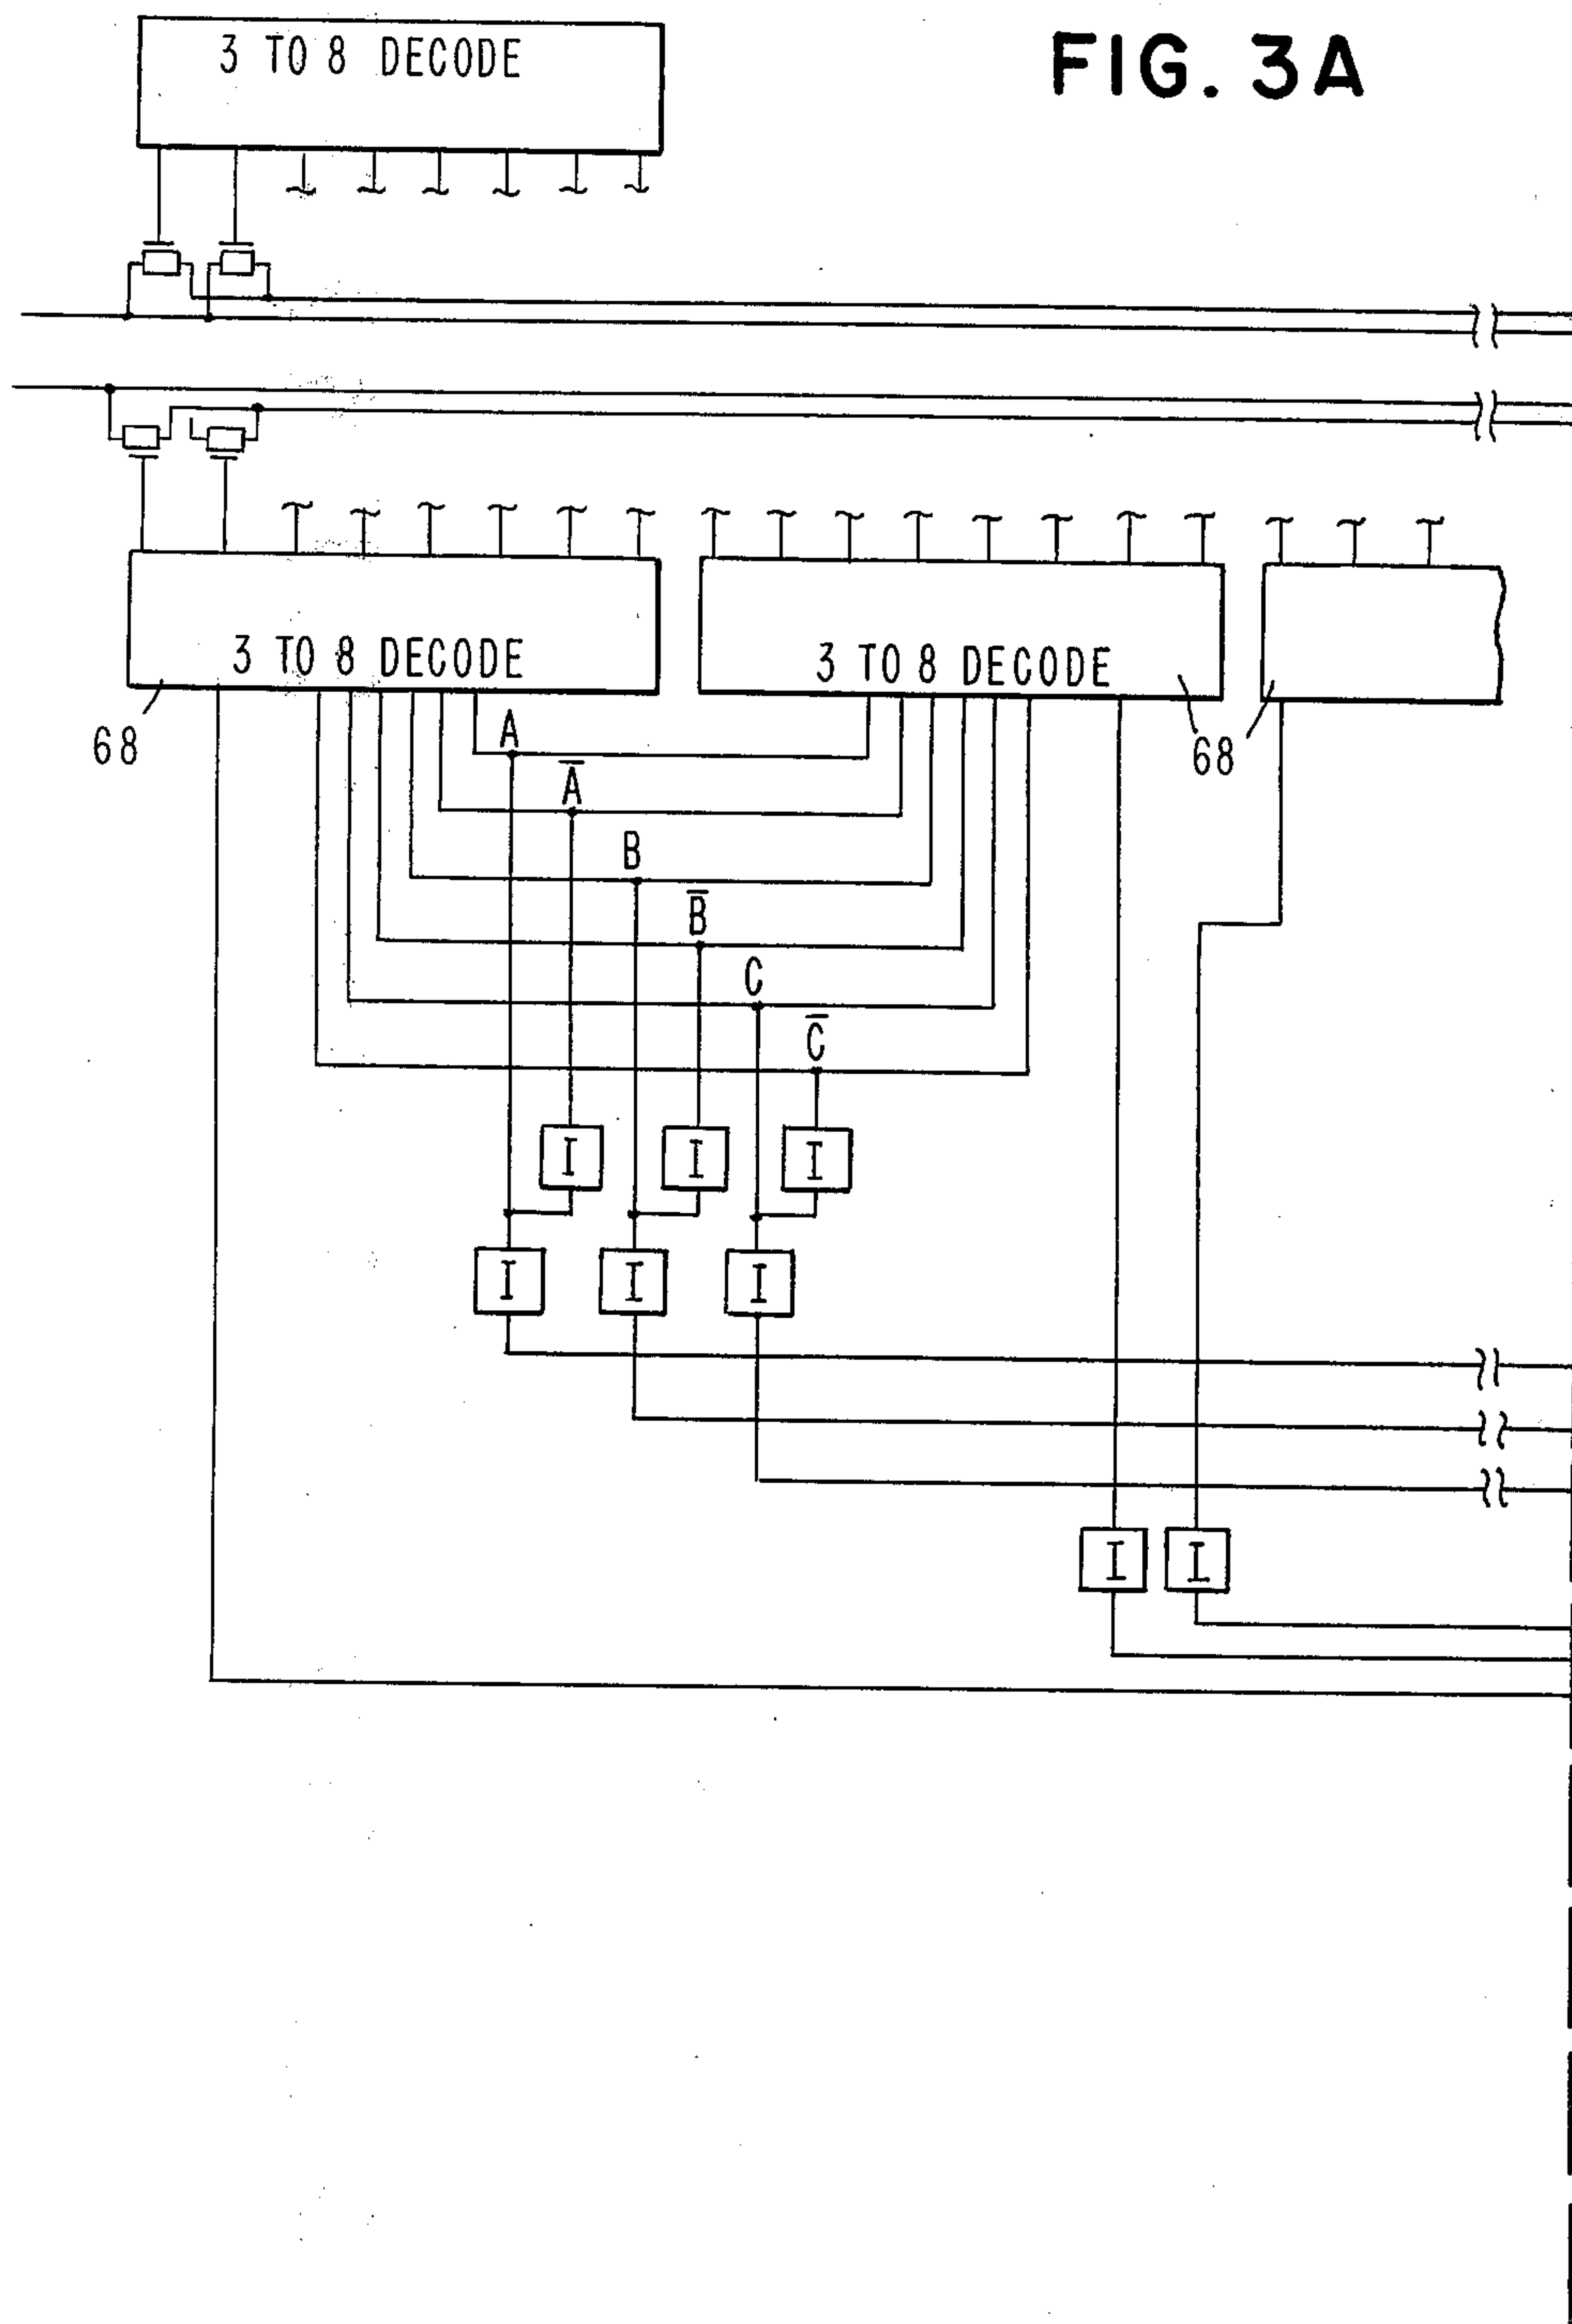 3 TO 8 DECODE
FIG. 3A
3 TO 8 DECODE
3 TO 8 DECODE
68
68
A
A̅
B
B̅
C
C̅
I
I
I
I
I
I
I
I